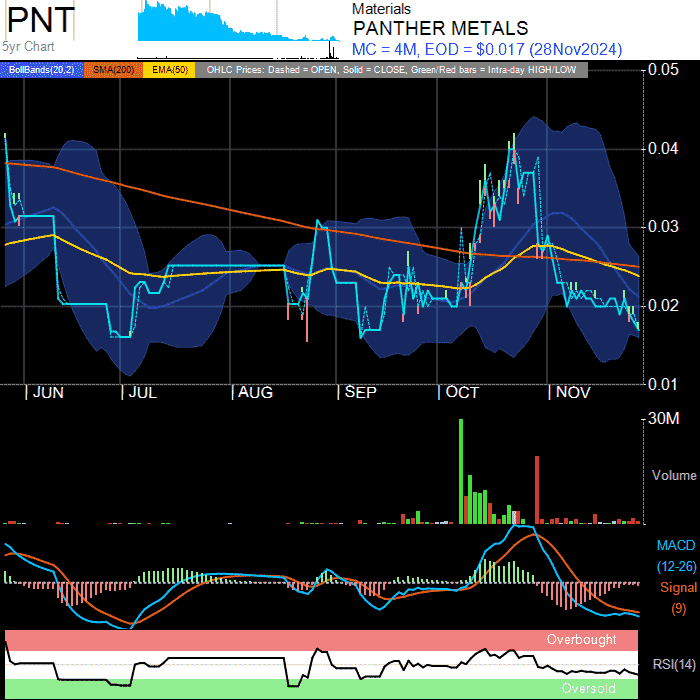 PNT
5yr Chart
Materials
PANTHER METALS
MC = 4M, EOD = $0.017 (28Nov2024)
BollBands(20,2) SMA(200) EMA(50) OHLC Prices: Dashed = OPEN, Solid = CLOSE, Green/Red bars = Intra-day HIGH/LOW
0.05
0.04
0.03
0.02
0.01
JUN JUL AUG SEP OCT NOV
30M
Volume
MACD
(12-26)
Signal
(9)
Overbought
RSI(14)
Oversold